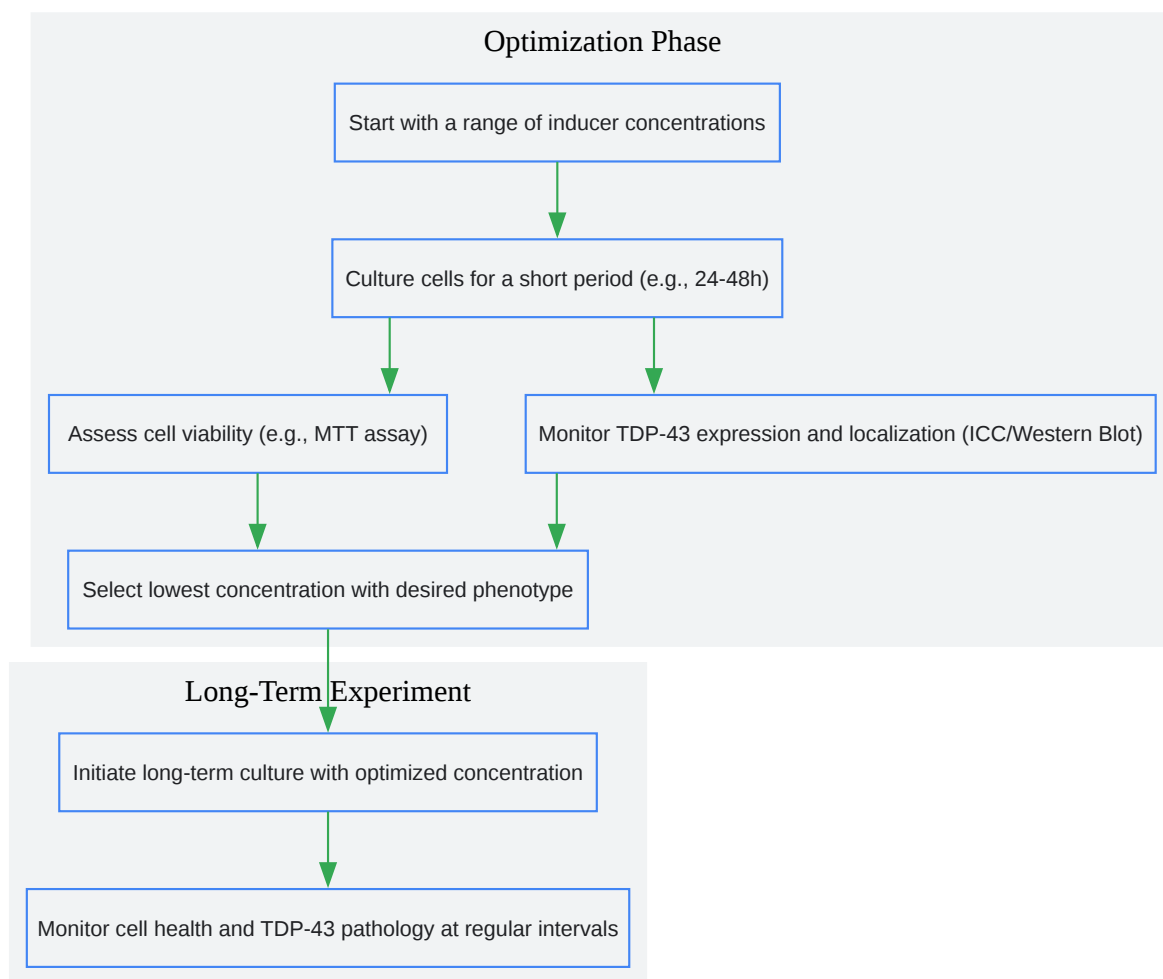 Optimization Phase
Start with a range of inducer concentrations
Culture cells for a short period (e.g., 24-48h)
Assess cell viability (e.g., MTT assay)
Monitor TDP-43 expression and localization (ICC/Western Blot)
Select lowest concentration with desired phenotype
Long-Term Experiment
Initiate long-term culture with optimized concentration
Monitor cell health and TDP-43 pathology at regular intervals